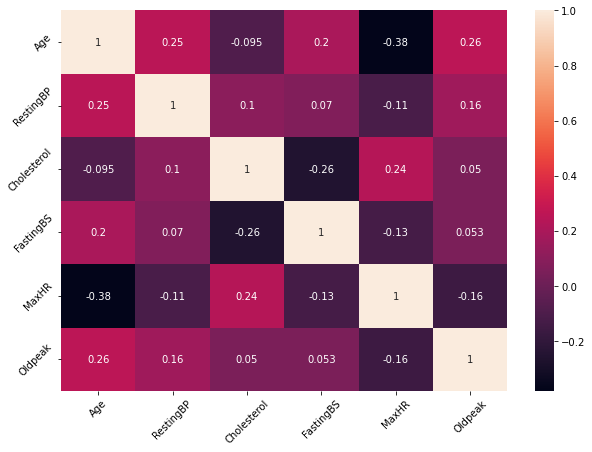 Age 1 0.25 -0.095 0.2 -0.38 0.26
RestingBP 0.25 1 0.1 0.07 -0.11 0.16
Cholesterol -0.095 0.1 1 -0.26 0.24 0.05
FastingBS 0.2 0.07 -0.26 1 -0.13 0.053
MaxHR -0.38 -0.11 0.24 -0.13 1 -0.16
Oldpeak 0.26 0.16 0.05 0.053 -0.16 1
Age RestingBP Cholesterol FastingBS MaxHR Oldpeak
1.0
0.8
0.6
0.4
0.2
0.0
−0.2